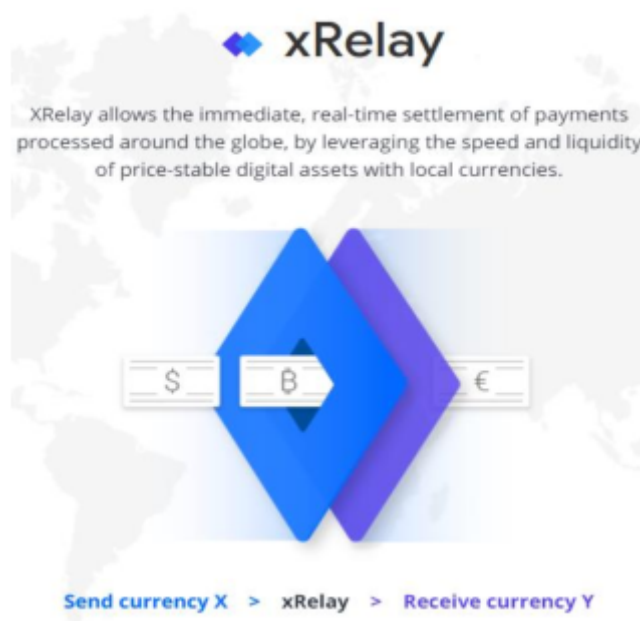 xRelay
XRelay allows the immediate, real-time settlement of payments
processed around the globe, by leveraging the speed and liquidity
of price-stable digital assets with local currencies.
$ ₿ €
Send currency X > xRelay > Receive currency Y